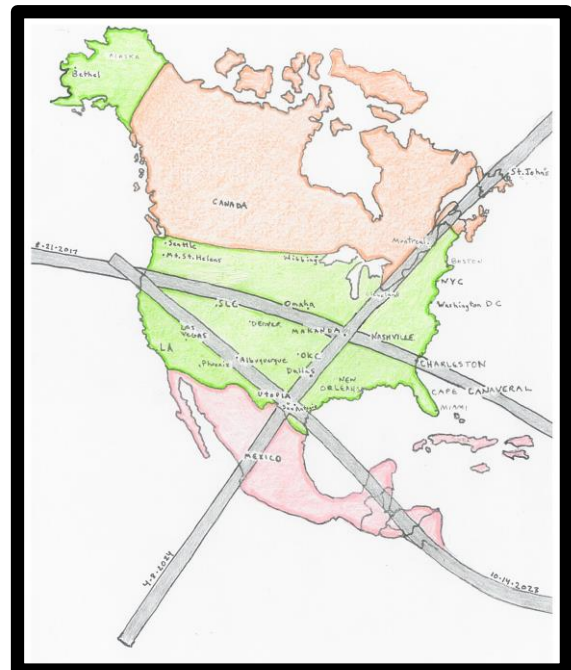 ALASKA
Bethel
CANADA
St. John's
Montreal
8-21-2017
Seattle
Mt. St. Helens
Hibbing
BOSTON
NYC
Cleveland
Washington DC
SLC
Omaha
DENVER
MAKANDA
NASHVILLE
LAS VEGAS
LA
Phoenix
Albuquerque
OKC
Dallas
CHARLESTON
NEW ORLEANS
CAPE CANAVERAL
MIAMI
UTOPIA
San Antonio
MEXICO
4-8-2024
10-14-2023